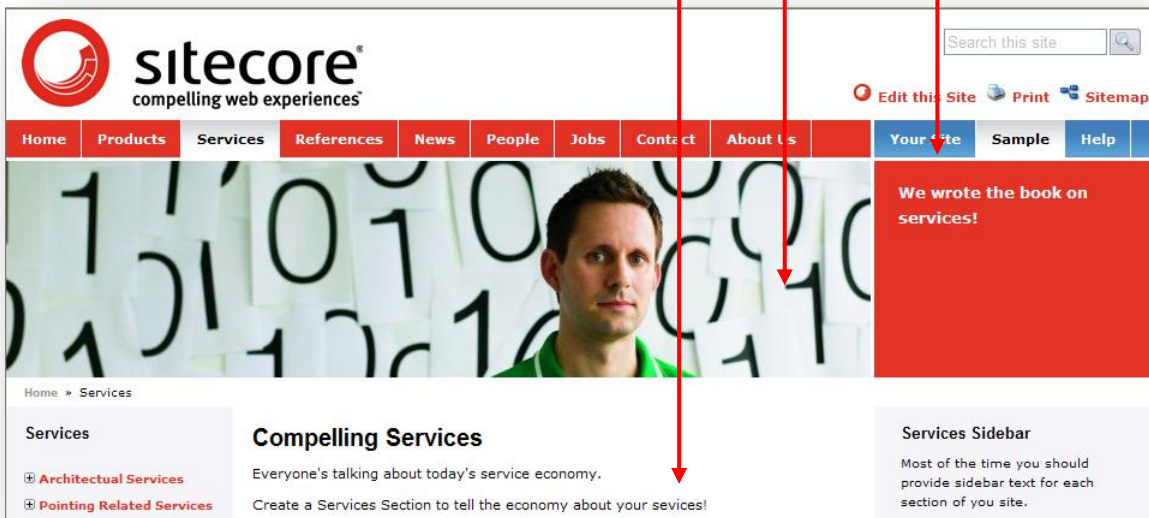 sitecore®
compelling web experiences™
Search this site
Edit this Site Print Sitemap
Home Products Services References News People Jobs Contact About Us
Your Site Sample Help
We wrote the book on
services!
Home » Services
Services
Architectual Services
Pointing Related Services
Compelling Services
Everyone's talking about today's service economy.
Create a Services Section to tell the economy about your sevices!
Services Sidebar
Most of the time you should
provide sidebar text for each
section of you site.